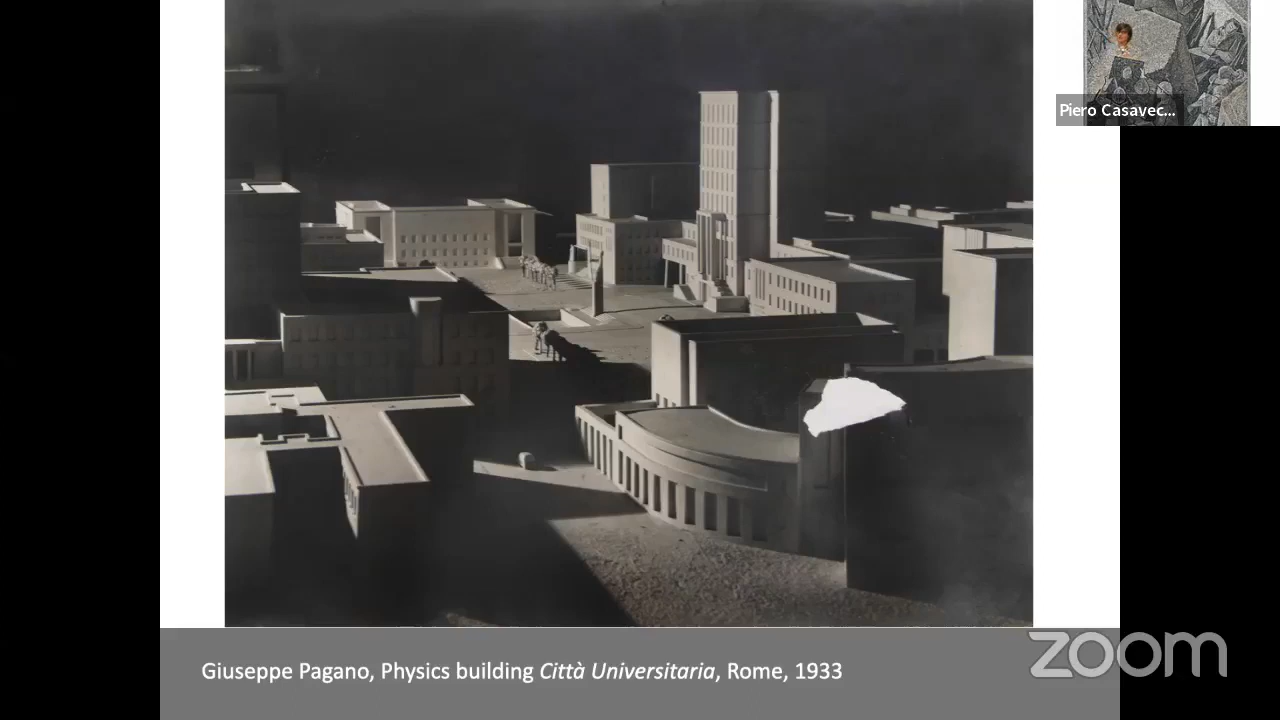 Piero Casavec...
Giuseppe Pagano, Physics building Città Universitaria, Rome, 1933
zoom